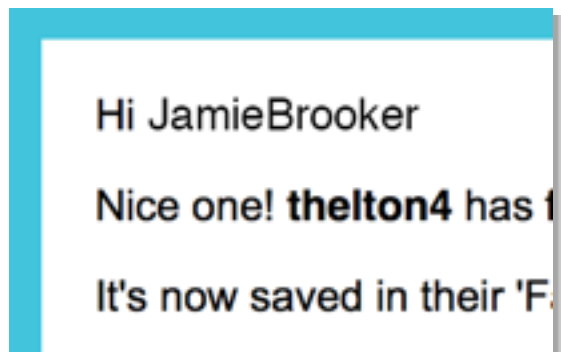 Hi JamieBrooker
Nice one! thelton4 has
It's now saved in their